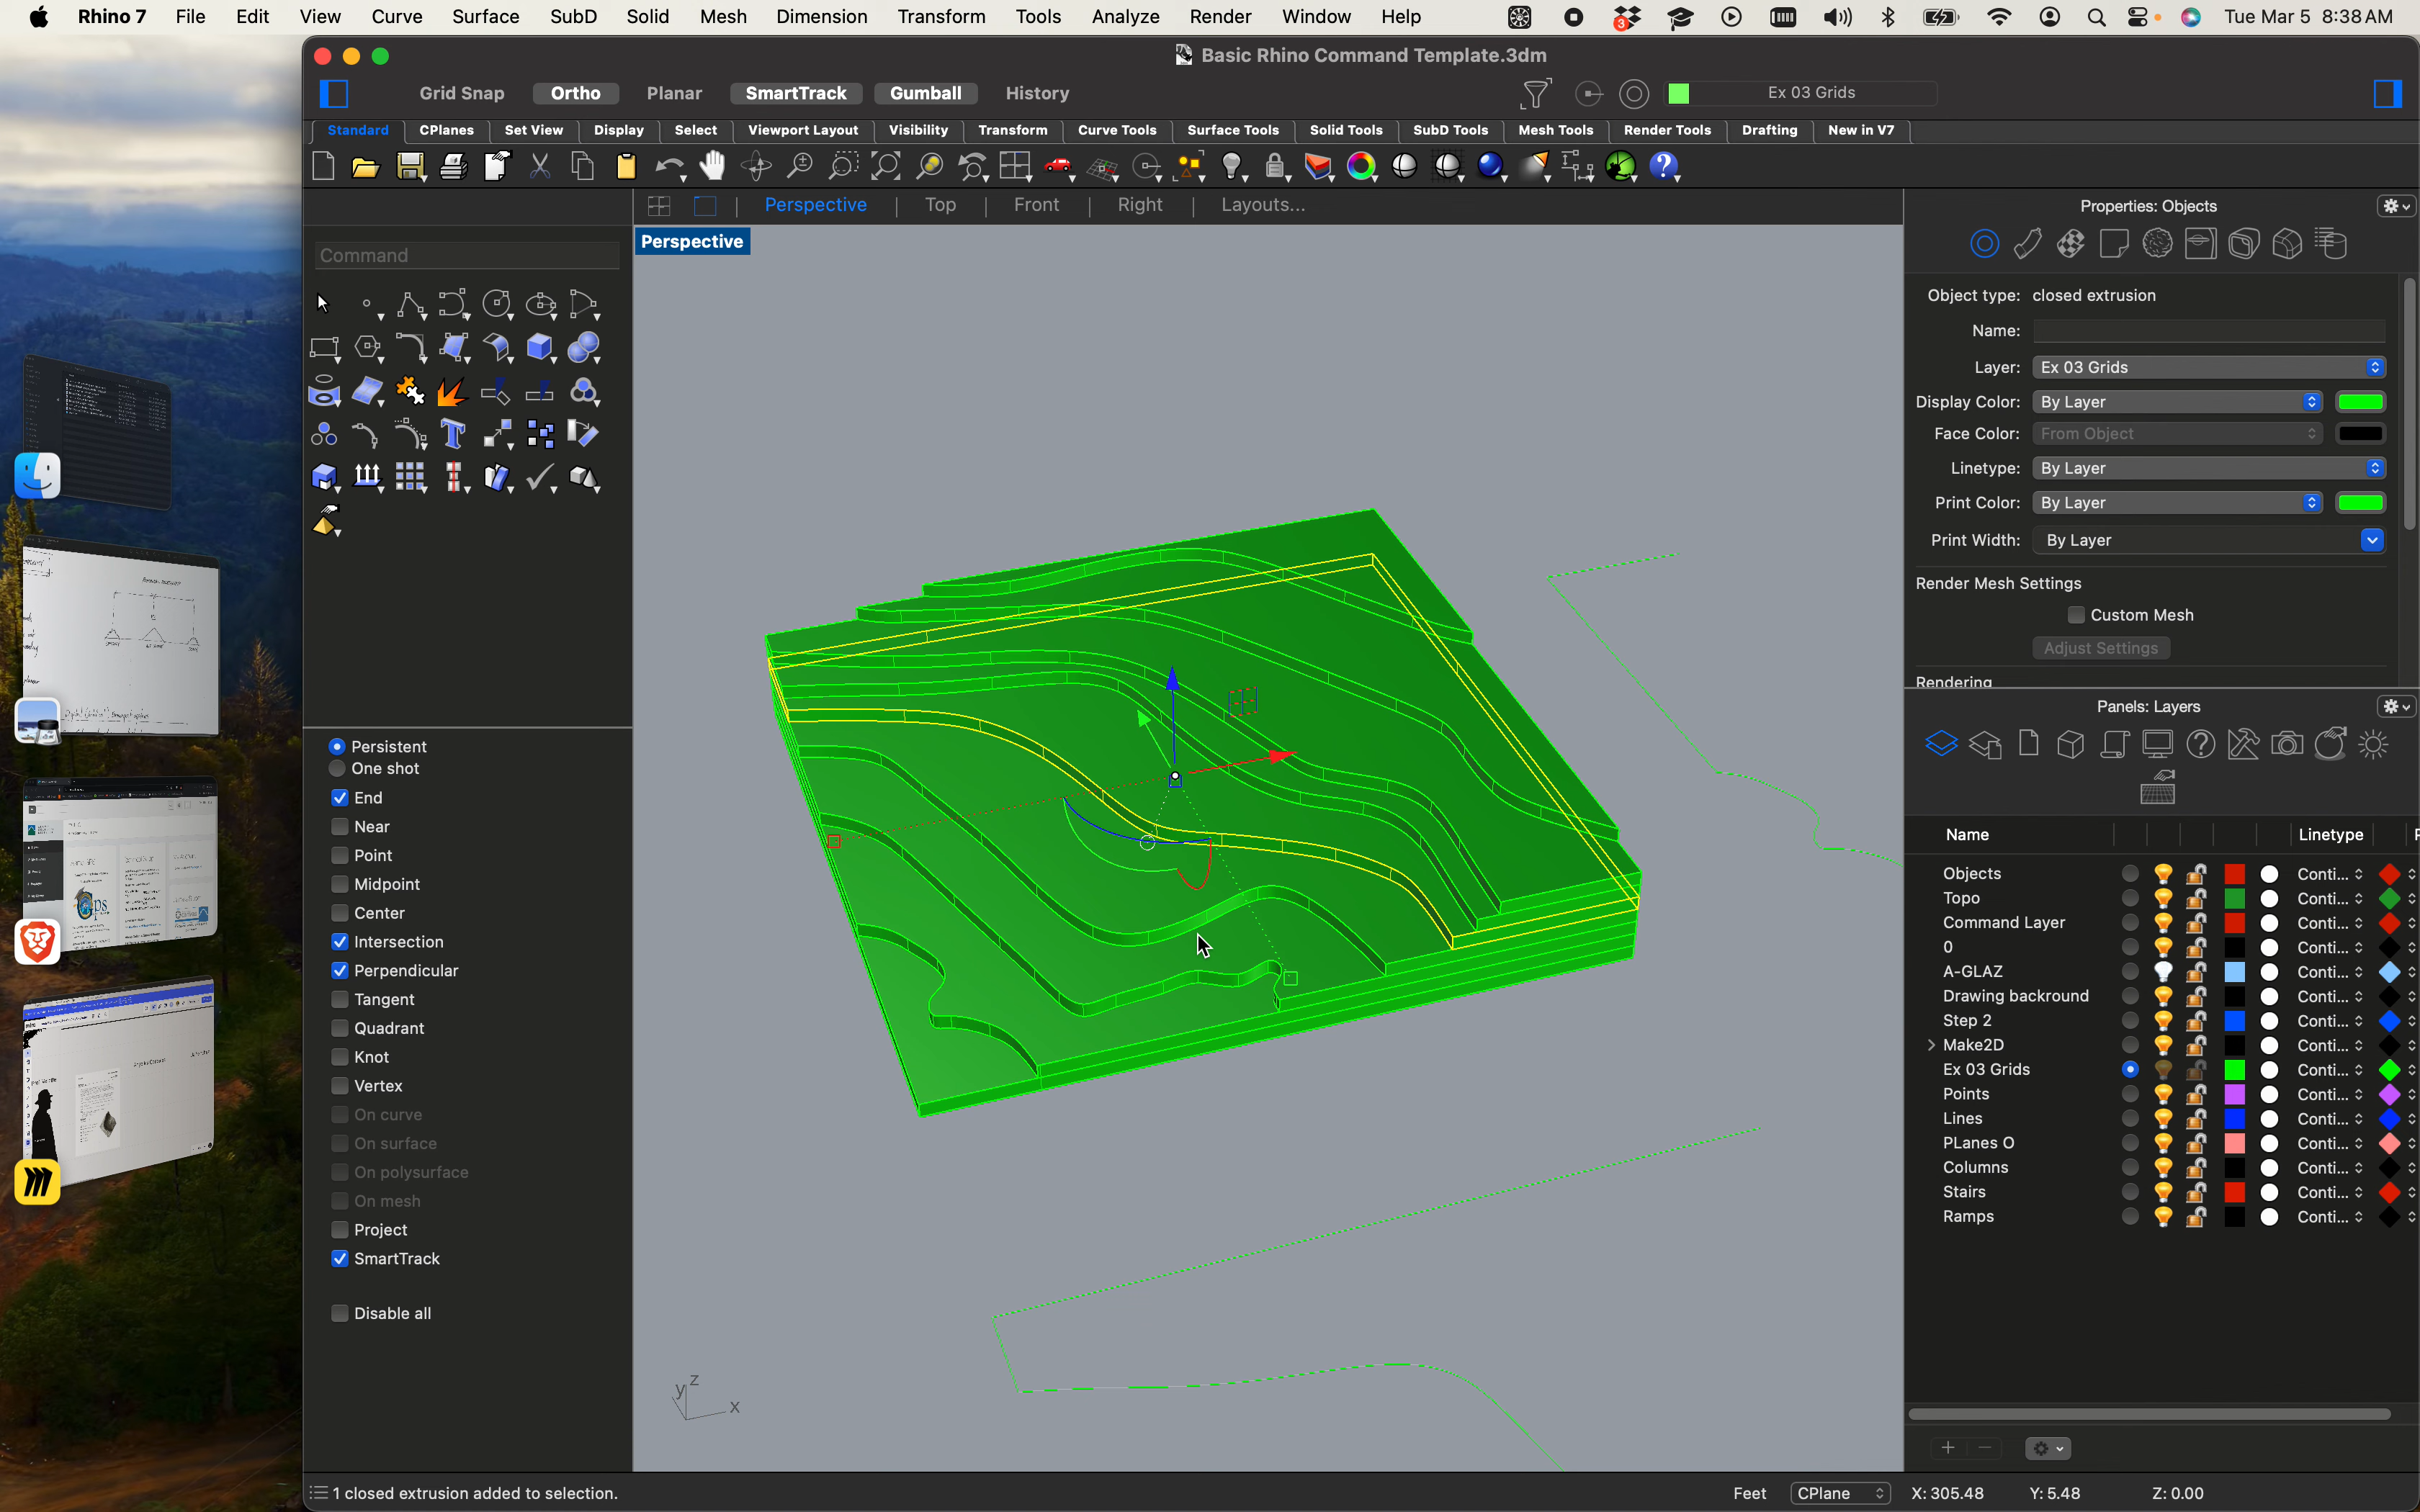 Rhino 7 File Edit View Curve Surface SubD Solid Mesh Dimension Transform Tools Analyze Render Window Help
3
Tue Mar 5 8:38 AM
Basic Rhino Command Template.3dm
Grid Snap Ortho Planar SmartTrack Gumball History
Ex 03 Grids
Standard CPlanes Set View Display Select Viewport Layout Visibility Transform Curve Tools Surface Tools Solid Tools SubD Tools Mesh Tools Render Tools Drafting New in V7
Perspective Top Front Right Layouts...
Perspective
Command
Persistent
One shot
End
Near
Point
Midpoint
Center
Intersection
Perpendicular
Tangent
Quadrant
Knot
Vertex
On curve
On surface
On polysurface
On mesh
Project
SmartTrack
Disable all
z
y
x
1 closed extrusion added to selection.
Feet CPlane X: 305.48 Y: 5.48 Z: 0.00
Properties: Objects
Object type: closed extrusion
Name:
Layer: Ex 03 Grids
Display Color: By Layer
Face Color: From Object
Linetype: By Layer
Print Color: By Layer
Print Width: By Layer
Render Mesh Settings
Custom Mesh
Adjust Settings
Rendering
Panels: Layers
Name Linetype
Objects Conti...
Topo Conti...
Command Layer Conti...
0 Conti...
A-GLAZ Conti...
Drawing backround Conti...
Step 2 Conti...
Make2D Conti...
Ex 03 Grids Conti...
Points Conti...
Lines Conti...
PLanes O Conti...
Columns Conti...
Stairs Conti...
Ramps Conti...